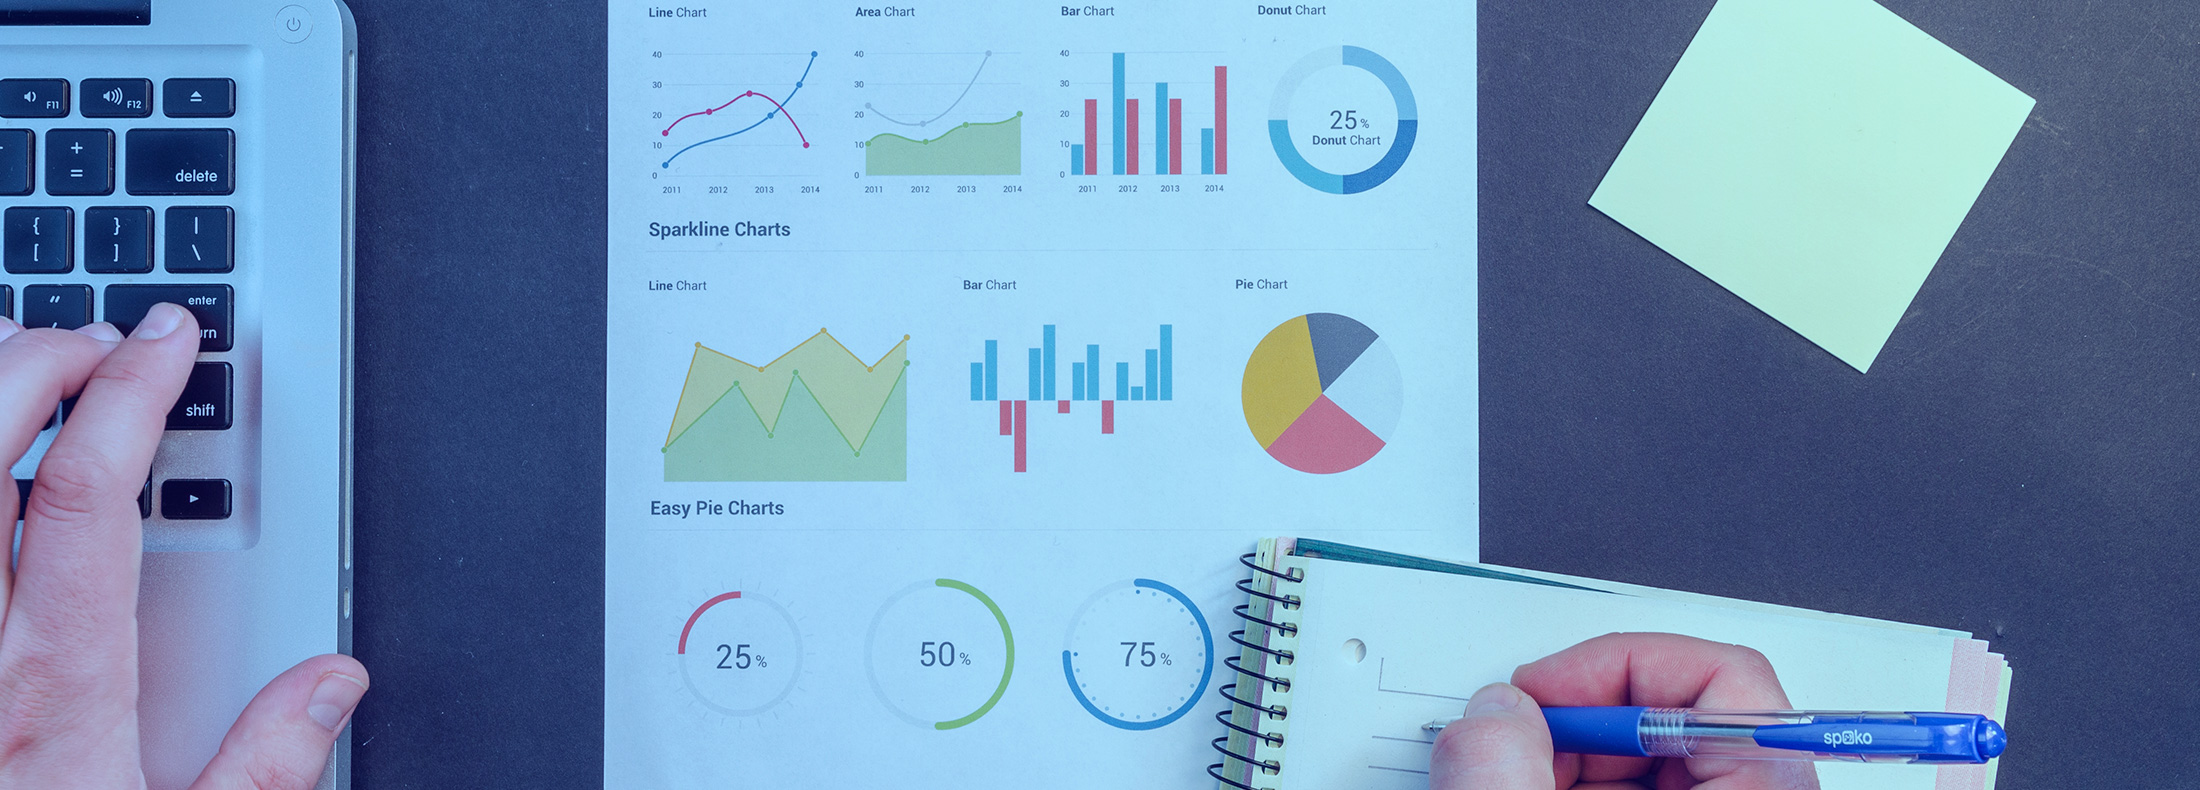 F11
F12
+
=
delete
{
[
}
]
|
\
"
enter
shift
Line Chart
Area Chart
Bar Chart
Donut Chart
40
30
20
10
0
2011 2012 2013 2014
40
30
20
10
0
2011 2012 2013 2014
40
30
20
10
0
2011 2012 2013 2014
25%
Donut Chart
Sparkline Charts
Line Chart
Bar Chart
Pie Chart
Easy Pie Charts
25%
50%
75%
spoko